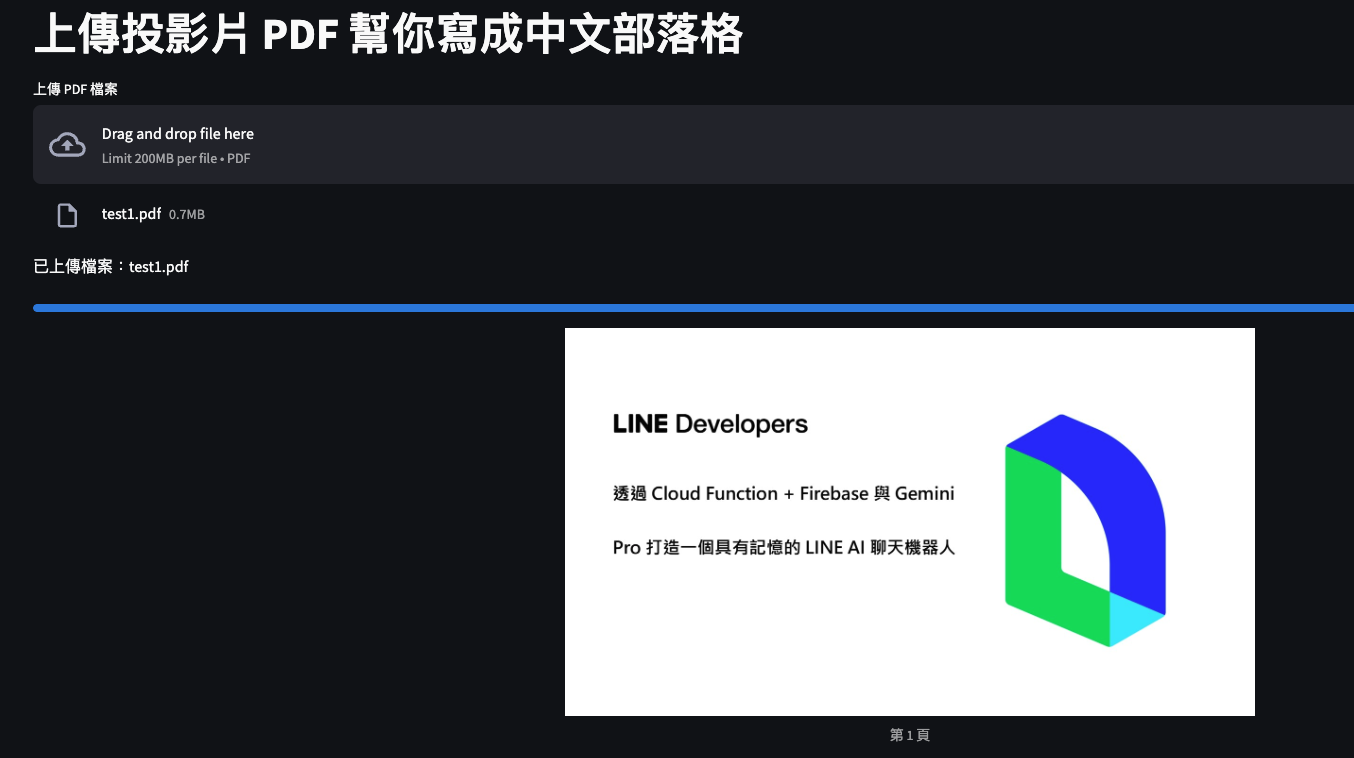 上傳投影片 PDF 幫你寫成中文部落格
上傳 PDF 檔案
Drag and drop file here
Limit 200MB per file • PDF
test1.pdf 0.7MB
已上傳檔案：test1.pdf
LINE Developers
透過 Cloud Function + Firebase 與 Gemini
Pro 打造一個具有記憶的 LINE AI 聊天機器人
第 1 頁